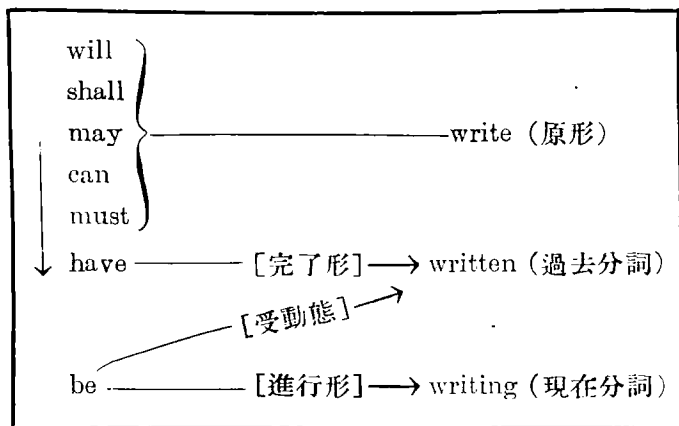 will
shall
may write (原形)
can
must
have [完了形] written (過去分詞)
[受動態]
be [進行形] writing (現在分詞)